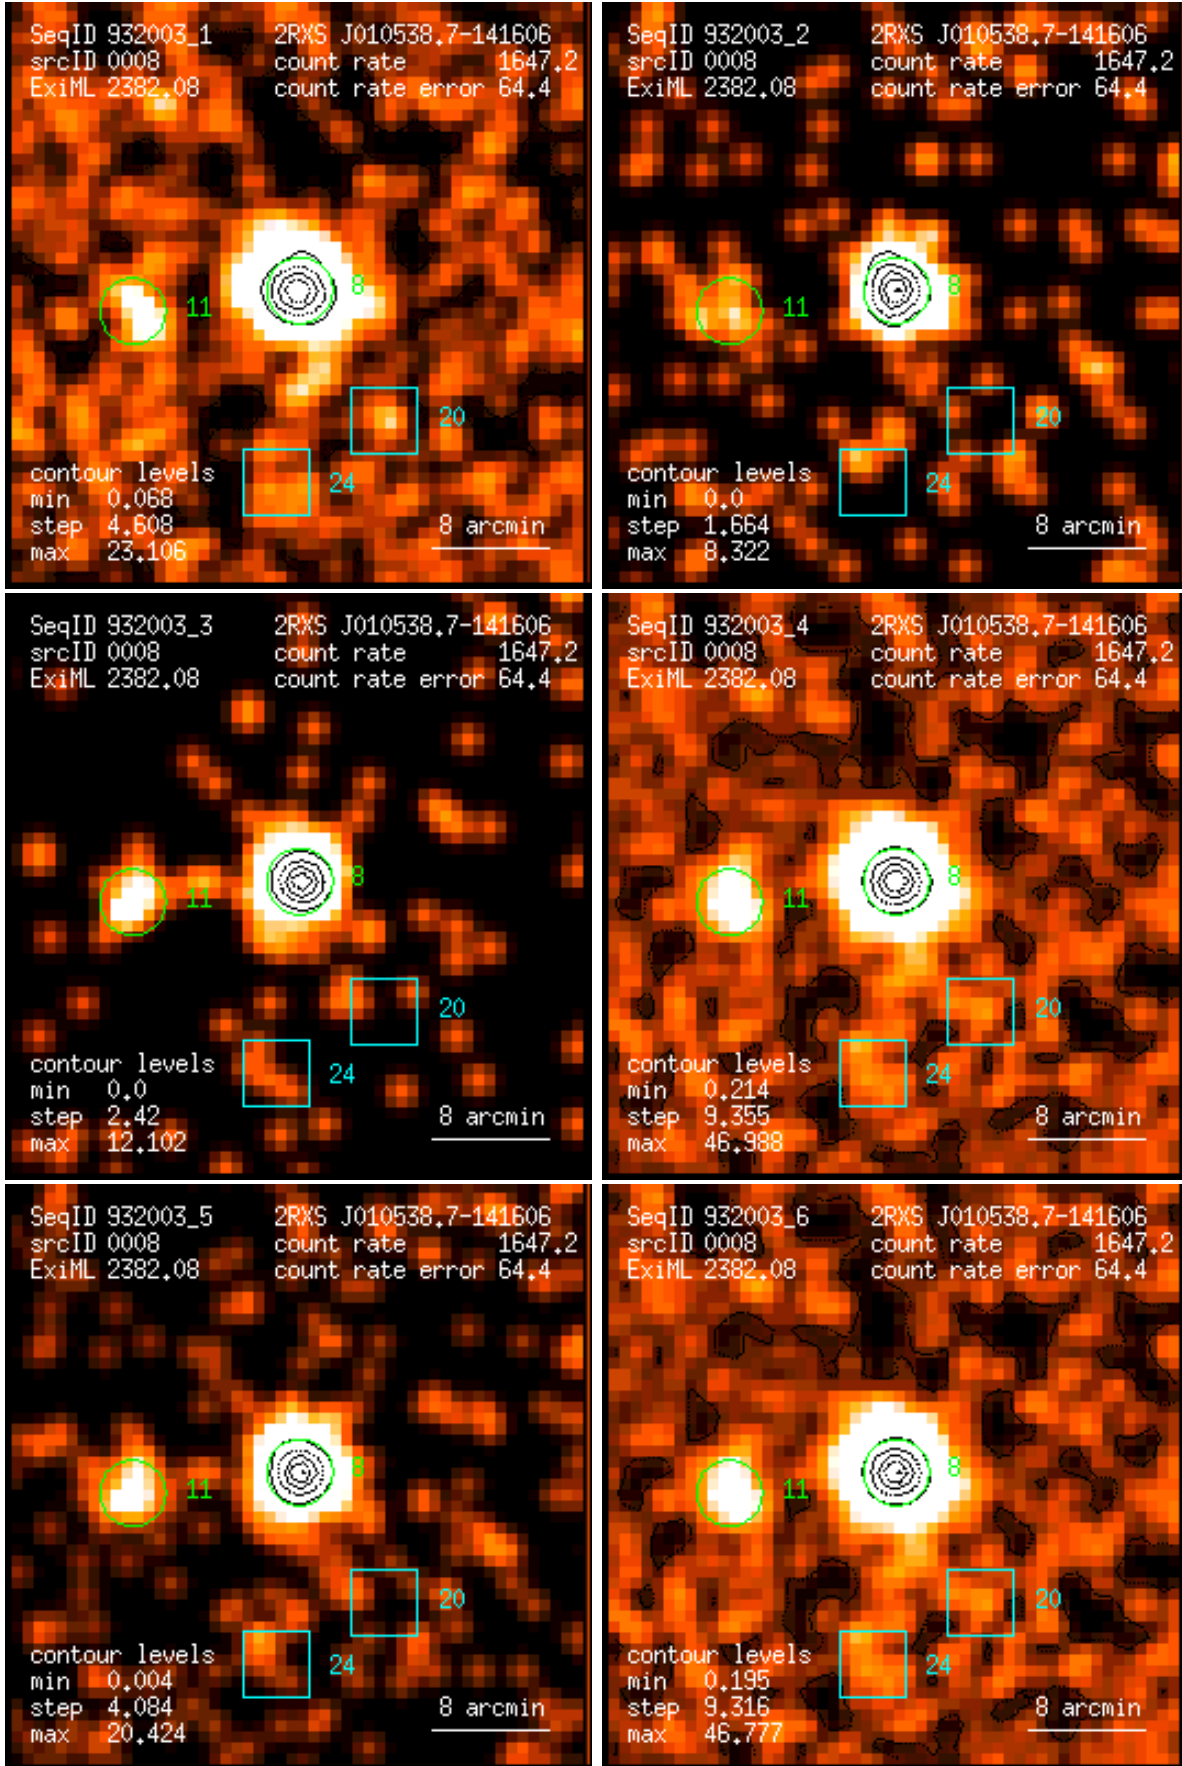 SeqID 932003_1 2RXS J010538.7-141606
srcID 0008 count rate 1647.2
ExiML 2382.08 count rate error 64.4
8
11
20
24
contour levels
min 0.068
step 4.608
max 23.106
8 arcmin
SeqID 932003_2 2RXS J010538.7-141606
srcID 0008 count rate 1647.2
ExiML 2382.08 count rate error 64.4
8
11
20
24
contour levels
min 0.0
step 1.664
max 8.322
8 arcmin
SeqID 932003_3 2RXS J010538.7-141606
srcID 0008 count rate 1647.2
ExiML 2382.08 count rate error 64.4
8
11
20
24
contour levels
min 0.0
step 2.42
max 12.102
8 arcmin
SeqID 932003_4 2RXS J010538.7-141606
srcID 0008 count rate 1647.2
ExiML 2382.08 count rate error 64.4
8
11
20
24
contour levels
min 0.214
step 9.355
max 46.988
8 arcmin
SeqID 932003_5 2RXS J010538.7-141606
srcID 0008 count rate 1647.2
ExiML 2382.08 count rate error 64.4
8
11
20
24
contour levels
min 0.004
step 4.084
max 20.424
8 arcmin
SeqID 932003_6 2RXS J010538.7-141606
srcID 0008 count rate 1647.2
ExiML 2382.08 count rate error 64.4
8
11
20
24
contour levels
min 0.195
step 9.316
max 46.777
8 arcmin